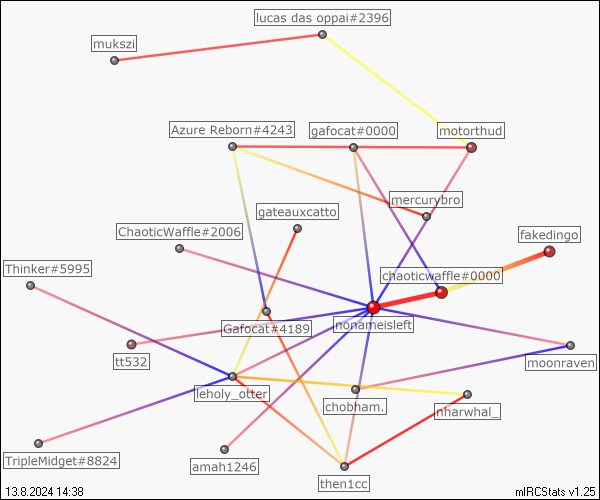 lucas das oppai#2396
mukszi
Azure Reborn#4243
gafocat#0000
motorthud
mercurybro
gateauxcatto
ChaoticWaffle#2006
fakedingo
Thinker#5995
chaoticwaffle#0000
Gafocat#4189
nonameisleft
tt532
moonraven
leholy_otter
chobham.
nharwhal_
TripleMidget#8824
amah1246
then1cc
13.8.2024 14:38
mIRCStats v1.25